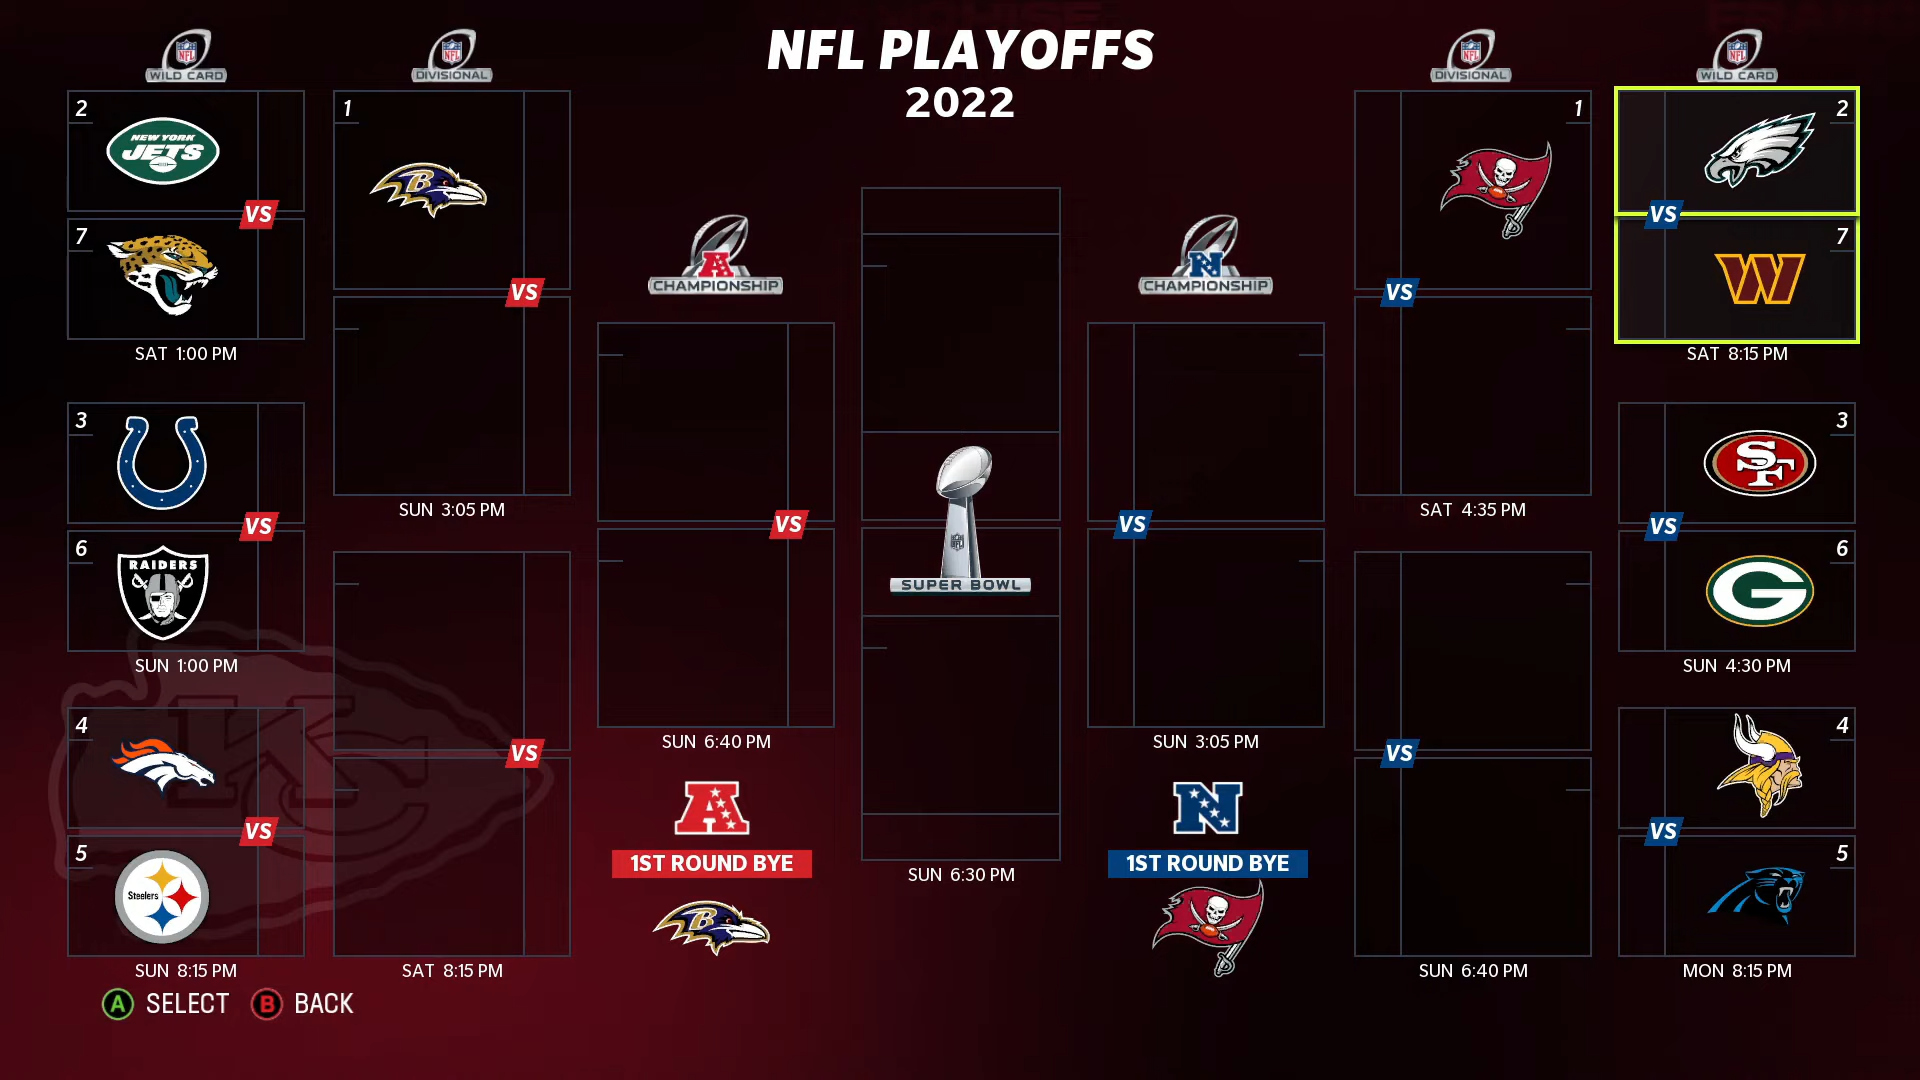 NFL PLAYOFFS
2022
WILD CARD
DIVISIONAL
DIVISIONAL
WILD CARD
2
NEW YORK
JETS
VS
7
SAT 1:00 PM
3
VS
6
RAIDERS
SUN 1:00 PM
4
VS
5
Steelers
SUN 8:15 PM
1
B
VS
SUN 3:05 PM
VS
SAT 8:15 PM
A
CHAMPIONSHIP
VS
SUN 6:40 PM
A
1ST ROUND BYE
B
NFL
SUPER BOWL
SUN 6:30 PM
N
CHAMPIONSHIP
VS
SUN 3:05 PM
N
1ST ROUND BYE
1
VS
SAT 4:35 PM
VS
SUN 6:40 PM
2
VS
7
W
SAT 8:15 PM
3
SF
VS
6
G
SUN 4:30 PM
4
VS
5
MON 8:15 PM
KC
A SELECT B BACK